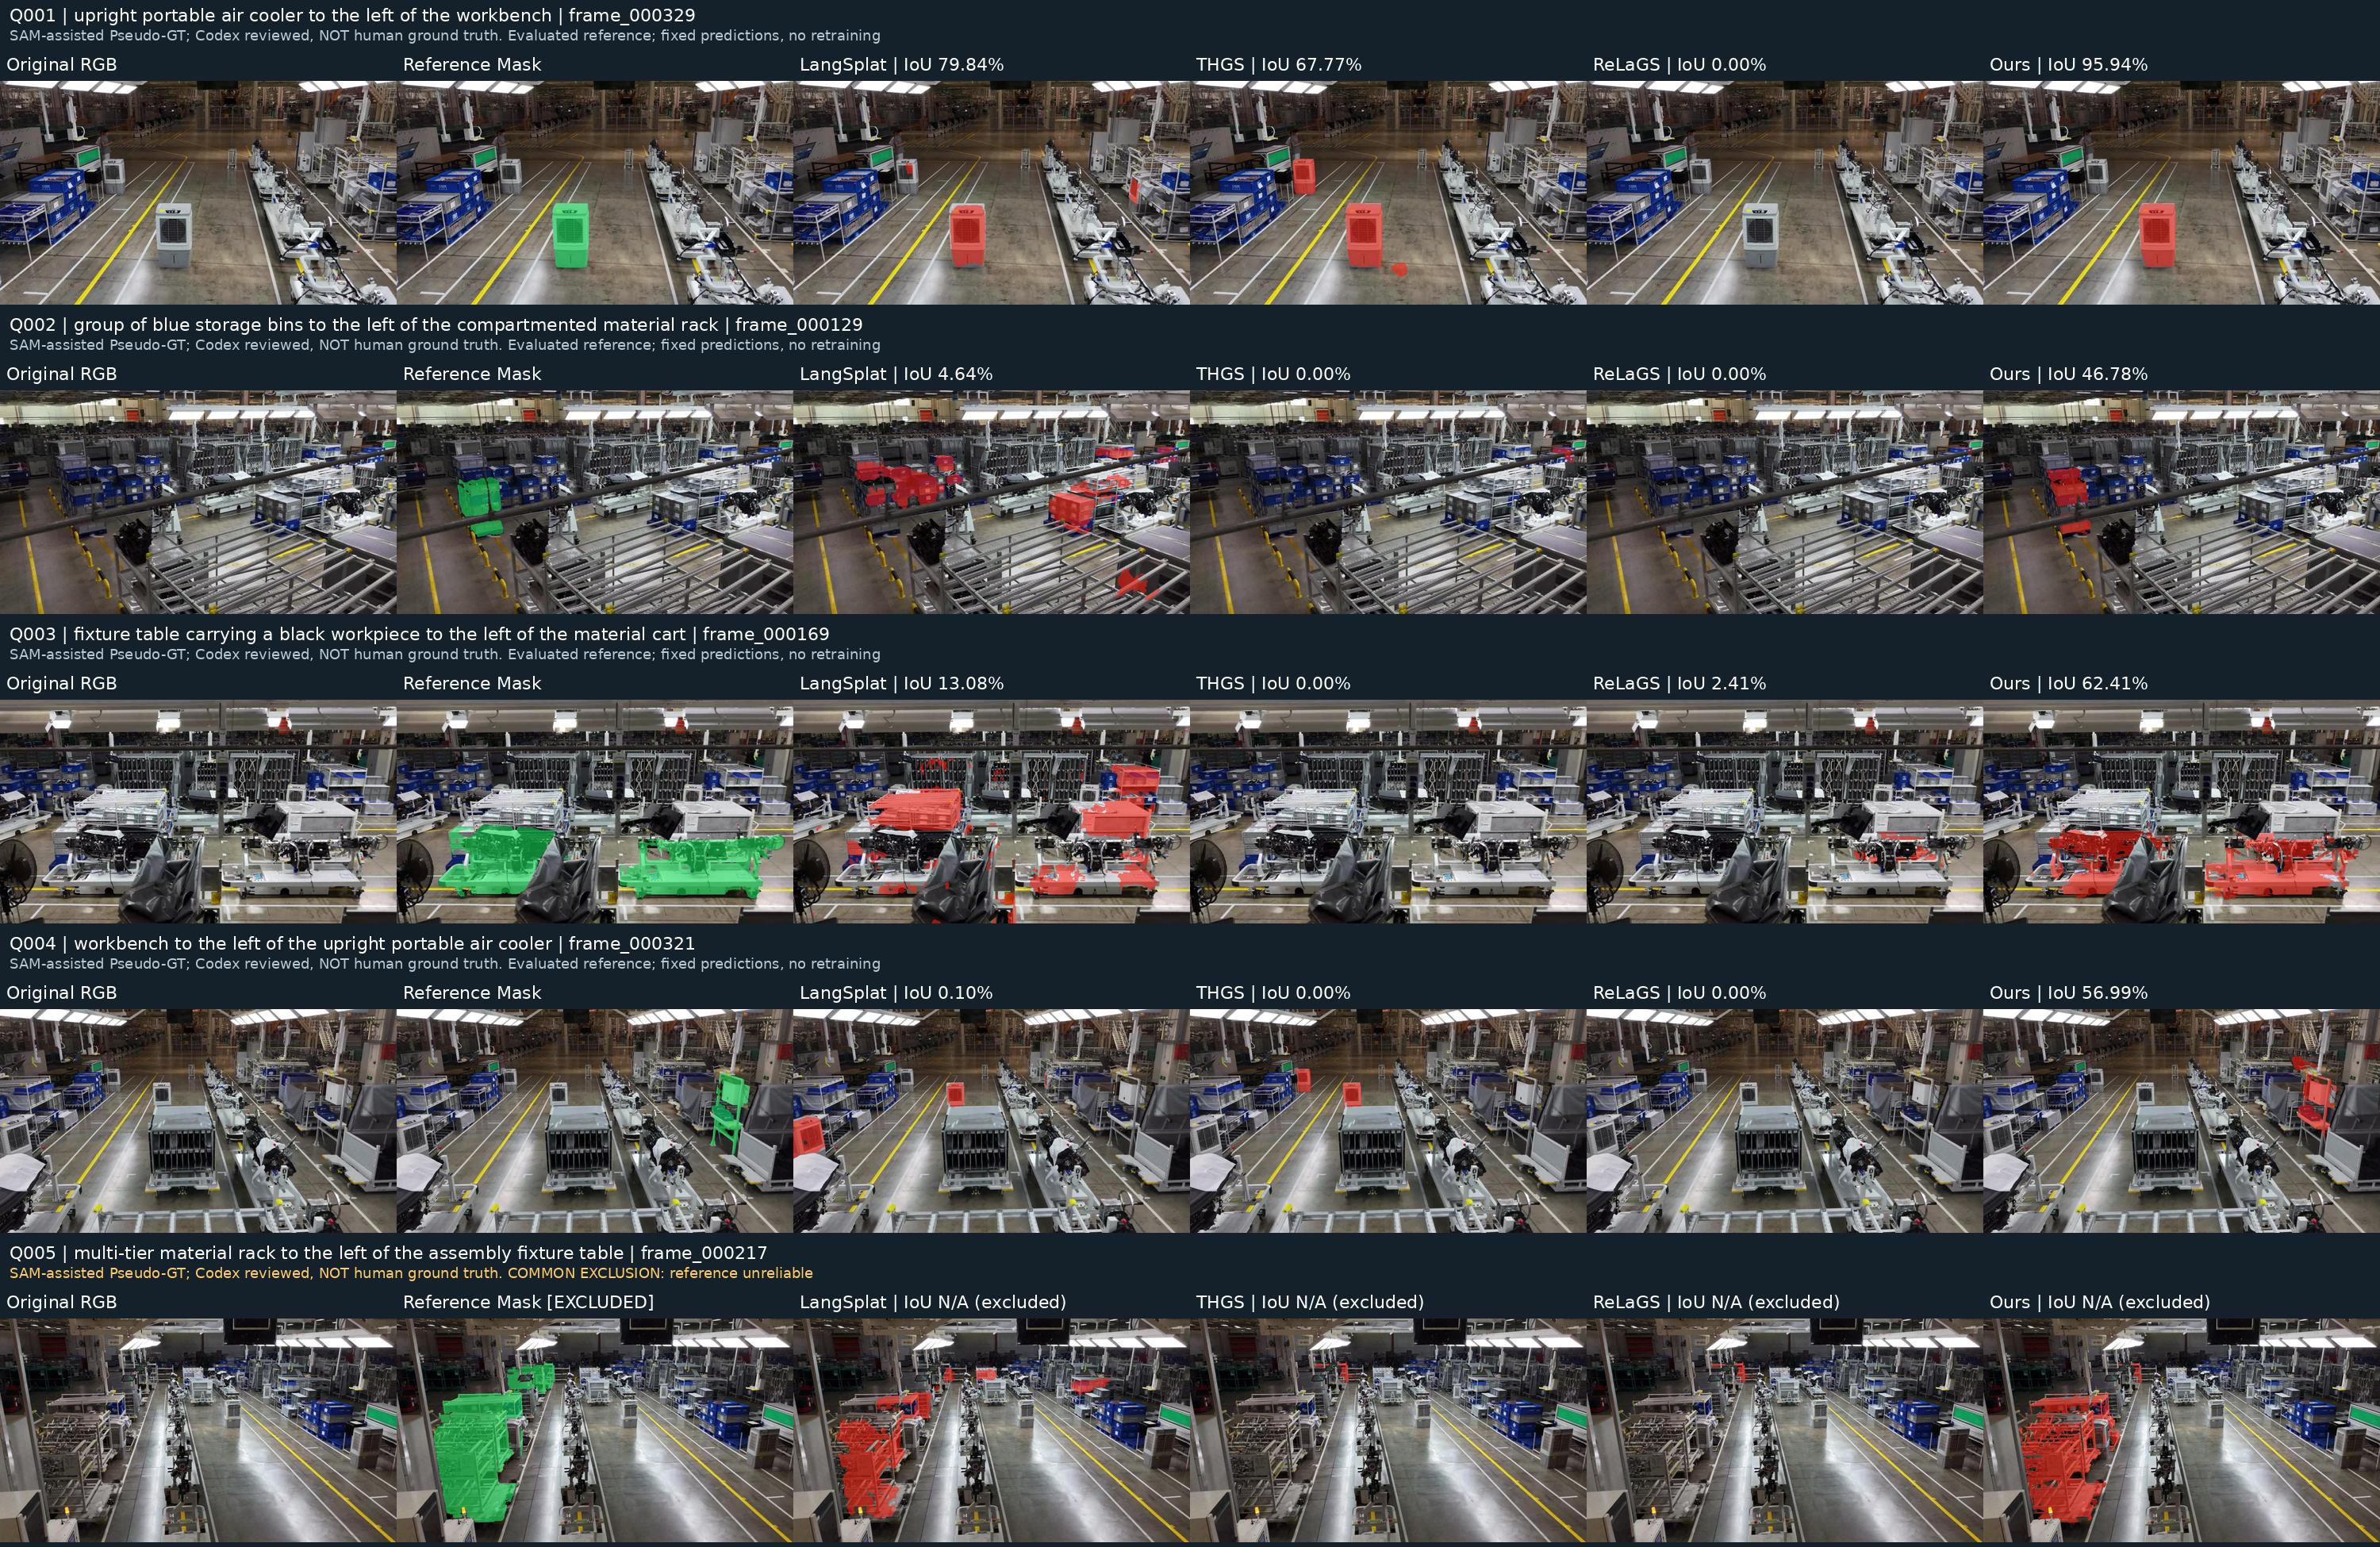 Q001 | upright portable air cooler to the left of the workbench | frame_000329
SAM-assisted Pseudo-GT; Codex reviewed, NOT human ground truth. Evaluated reference; fixed predictions, no retraining
Original RGB
Reference Mask
LangSplat | IoU 79.84%
THGS | IoU 67.77%
ReLaGS | IoU 0.00%
Ours | IoU 95.94%
Q002 | group of blue storage bins to the left of the compartmented material rack | frame_000129
SAM-assisted Pseudo-GT; Codex reviewed, NOT human ground truth. Evaluated reference; fixed predictions, no retraining
Original RGB
Reference Mask
LangSplat | IoU 4.64%
THGS | IoU 0.00%
ReLaGS | IoU 0.00%
Ours | IoU 46.78%
Q003 | fixture table carrying a black workpiece to the left of the material cart | frame_000169
SAM-assisted Pseudo-GT; Codex reviewed, NOT human ground truth. Evaluated reference; fixed predictions, no retraining
Original RGB
Reference Mask
LangSplat | IoU 13.08%
THGS | IoU 0.00%
ReLaGS | IoU 2.41%
Ours | IoU 62.41%
Q004 | workbench to the left of the upright portable air cooler | frame_000321
SAM-assisted Pseudo-GT; Codex reviewed, NOT human ground truth. Evaluated reference; fixed predictions, no retraining
Original RGB
Reference Mask
LangSplat | IoU 0.10%
THGS | IoU 0.00%
ReLaGS | IoU 0.00%
Ours | IoU 56.99%
Q005 | multi-tier material rack to the left of the assembly fixture table | frame_000217
SAM-assisted Pseudo-GT; Codex reviewed, NOT human ground truth. COMMON EXCLUSION: reference unreliable
Original RGB
Reference Mask [EXCLUDED]
LangSplat | IoU N/A (excluded)
THGS | IoU N/A (excluded)
ReLaGS | IoU N/A (excluded)
Ours | IoU N/A (excluded)